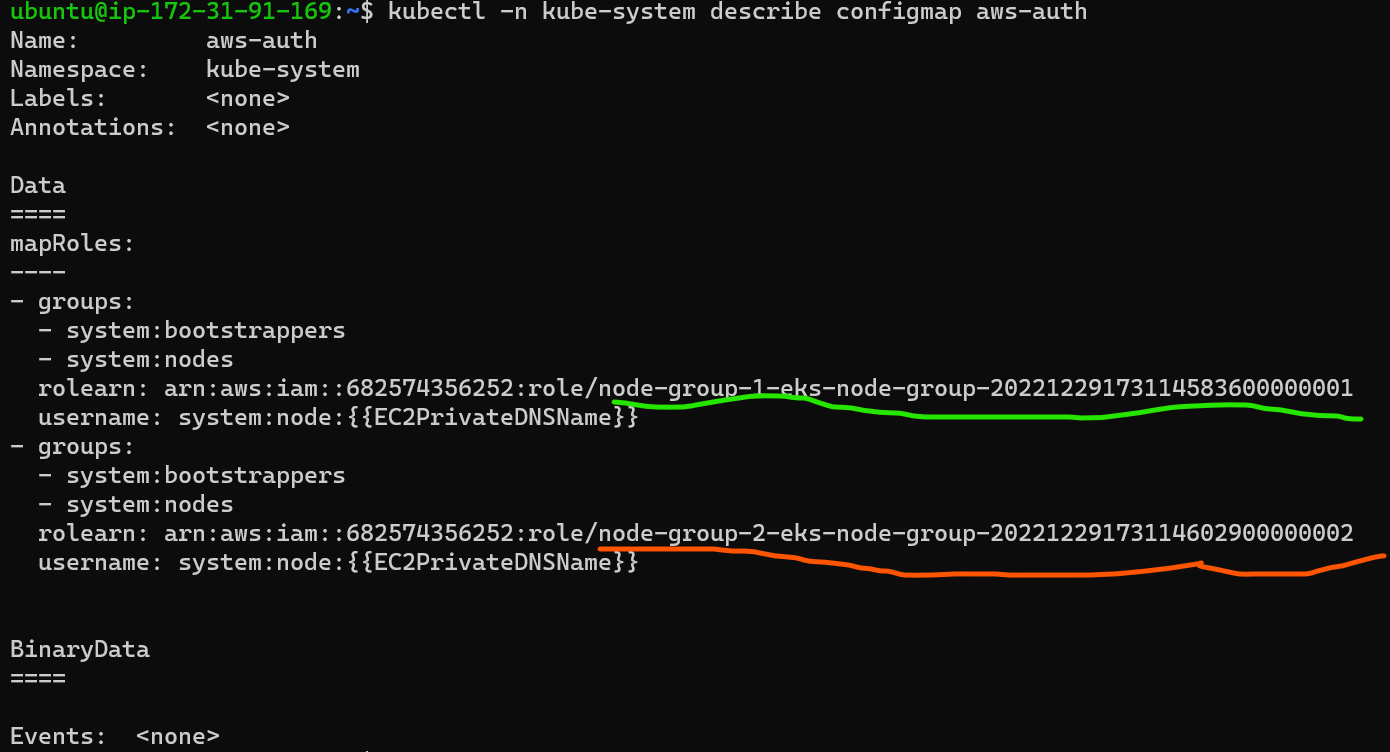 ubuntu@ip-172-31-91-169:~$ kubectl -n kube-system describe configmap aws-auth
Name:         aws-auth
Namespace:    kube-system
Labels:       <none>
Annotations:  <none>
Data
====
mapRoles:
----
- groups:
  - system:bootstrappers
  - system:nodes
  rolearn: arn:aws:iam::682574356252:role/node-group-1-eks-node-group-20221229173114583600000001
  username: system:node:{{EC2PrivateDNSName}}
- groups:
  - system:bootstrappers
  - system:nodes
  rolearn: arn:aws:iam::682574356252:role/node-group-2-eks-node-group-20221229173114602900000002
  username: system:node:{{EC2PrivateDNSName}}
BinaryData
====
Events:  <none>